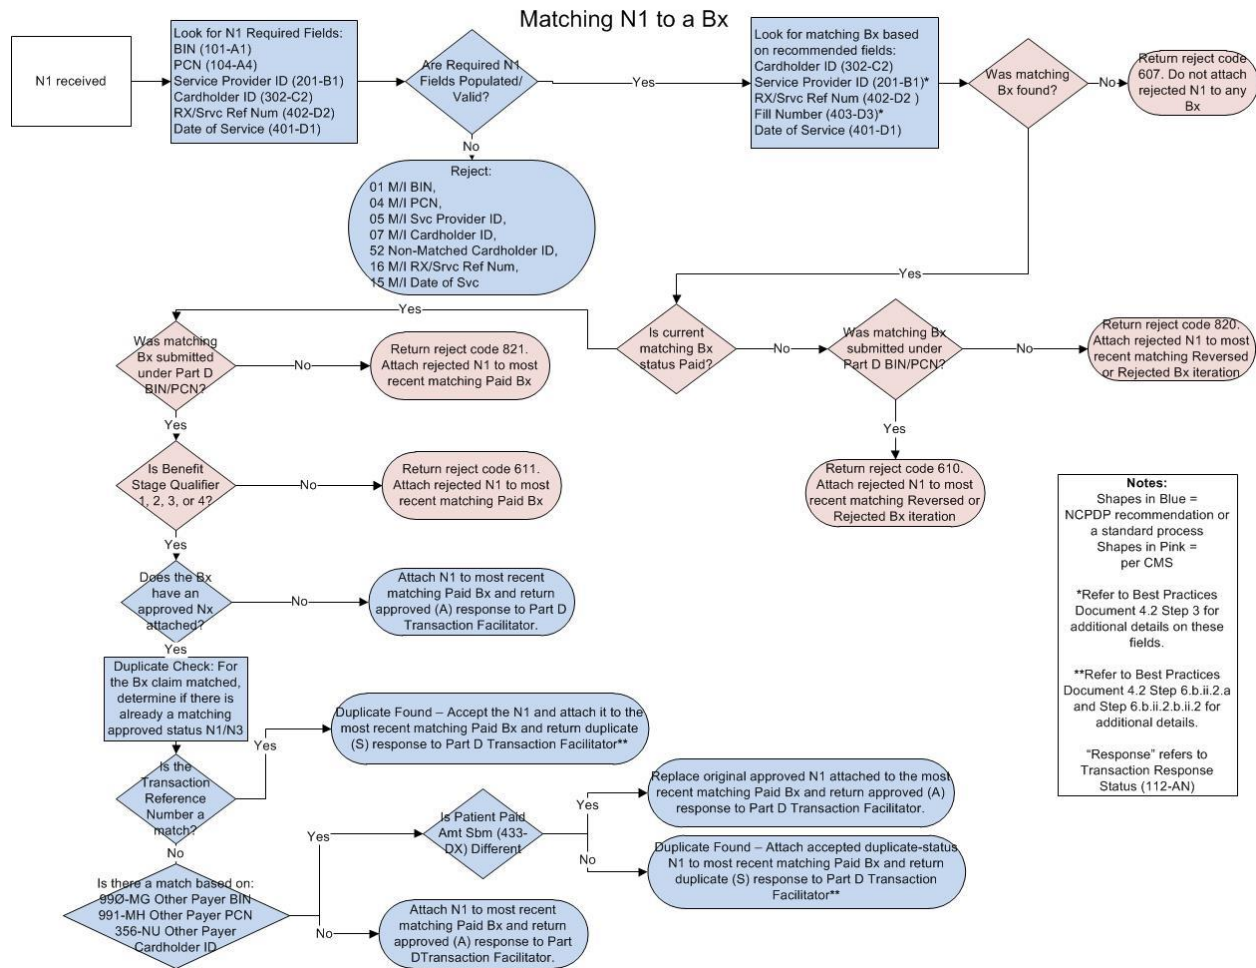 Matching N1 to a Bx
N1 received
Look for N1 Required Fields:
BIN (101-A1)
PCN (104-A4)
Service Provider ID (201-B1)
Cardholder ID (302-C2)
RX/Srvc Ref Num (402-D2)
Date of Service (401-D1)
Are Required N1
Fields Populated/
Valid?
Yes
Look for matching Bx based
on recommended fields:
Cardholder ID (302-C2)
Service Provider ID (201-B1)*
RX/Srvc Ref Num (402-D2 )
Fill Number (403-D3)*
Date of Service (401-D1)
Was matching
Bx found?
No
Return reject code
607. Do not attach
rejected N1 to any
Bx
No
Reject:
01 M/I BIN,
04 M/I PCN,
05 M/I Svc Provider ID,
07 M/I Cardholder ID,
52 Non-Matched Cardholder ID,
16 M/I RX/Srvc Ref Num,
15 M/I Date of Svc
Yes
Yes
Is current
matching Bx
status Paid?
No
Was matching Bx
submitted under
Part D BIN/PCN?
No
Return reject code 820.
Attach rejected N1 to most
recent matching Reversed
or Rejected Bx iteration
Yes
Return reject code 610.
Attach rejected N1 to most
recent matching Reversed or
Rejected Bx iteration
Was matching
Bx submitted
under Part D
BIN/PCN?
No
Return reject code 821.
Attach rejected N1 to most
recent matching Paid Bx
Yes
Is Benefit
Stage Qualifier
1, 2, 3, or 4?
No
Return reject code 611.
Attach rejected N1 to most
recent matching Paid Bx
Yes
Does the Bx
have an
approved Nx
attached?
No
Attach N1 to most recent
matching Paid Bx and return
approved (A) response to Part D
Transaction Facilitator.
Yes
Duplicate Check: For
the Bx claim matched,
determine if there is
already a matching
approved status N1/N3
Is the
Transaction
Reference
Number a
match?
Yes
Duplicate Found – Accept the N1 and attach it to the
most recent matching Paid Bx and return duplicate
(S) response to Part D Transaction Facilitator**
No
Is there a match based on:
99Ø-MG Other Payer BIN
991-MH Other Payer PCN
356-NU Other Payer
Cardholder ID
Yes
Is Patient Paid
Amt Sbm (433-
DX) Different
Yes
Replace original approved N1 attached to the most
recent matching Paid Bx and return approved (A)
response to Part D Transaction Facilitator.
No
Duplicate Found – Attach accepted duplicate-status
N1 to most recent matching Paid Bx and return
duplicate (S) response to Part D Transaction
Facilitator**
No
Attach N1 to most recent
matching Paid Bx and return
approved (A) response to Part
DTransaction Facilitator.
Notes:
Shapes in Blue =
NCPDP recommendation or
a standard process
Shapes in Pink =
per CMS
*Refer to Best Practices
Document 4.2 Step 3 for
additional details on these
fields.
**Refer to Best Practices
Document 4.2 Step 6.b.ii.2.a
and Step 6.b.ii.2.b.ii.2 for
additional details.
“Response” refers to
Transaction Response
Status (112-AN)